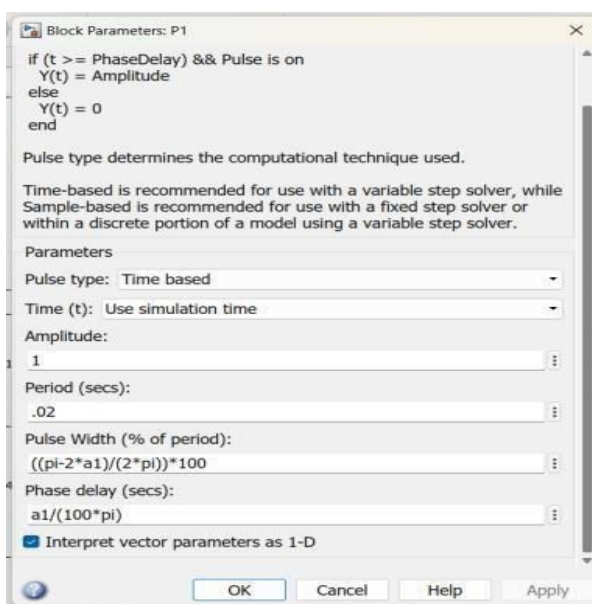 Block Parameters: P1
if (t >= PhaseDelay) && Pulse is on
Y(t) = Amplitude
else
Y(t) = 0
end
Pulse type determines the computational technique used.
Time-based is recommended for use with a variable step solver, while
Sample-based is recommended for use with a fixed step solver or
within a discrete portion of a model using a variable step solver.
Parameters
Pulse type: Time based
Time (t): Use simulation time
Amplitude:
1
Period (secs):
.02
Pulse Width (% of period):
((pi-2*a1)/(2*pi))*100
Phase delay (secs):
a1/(100*pi)
Interpret vector parameters as 1-D
OK Cancel Help Apply